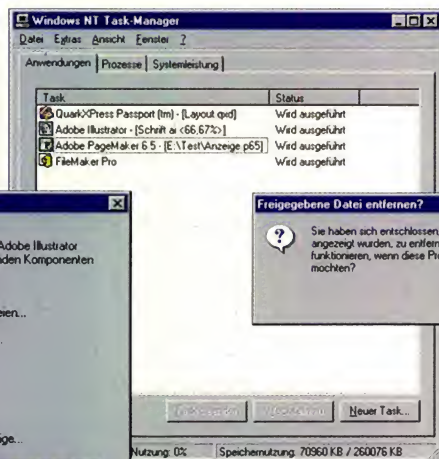 Windows NT Task-Manager
Datei Extras Ansicht Fenster ?
Anwendungen Prozesse Systemleistung
Task Status
QuarkXPress Passport (tm) - [Layout.qxd] Wird ausgeführt
Adobe Illustrator - [Schrift.ai <66,67%>] Wird ausgeführt
Adobe PageMaker 6.5 - [E:\Test\Anzeige.p65] Wird ausgeführt
FileMaker Pro Wird ausgeführt
Freigegebene Datei entfernen?
Sie haben sich entschlossen,
angezeigt wurden, zu entfern
funktionieren, wenn diese Pro
mochten?
Adobe Illustrator
den Komponenten
eien...
äge...
Neuer Task...
Nutzung: 0% Speichernutzung: 70960 KB / 260076 KB